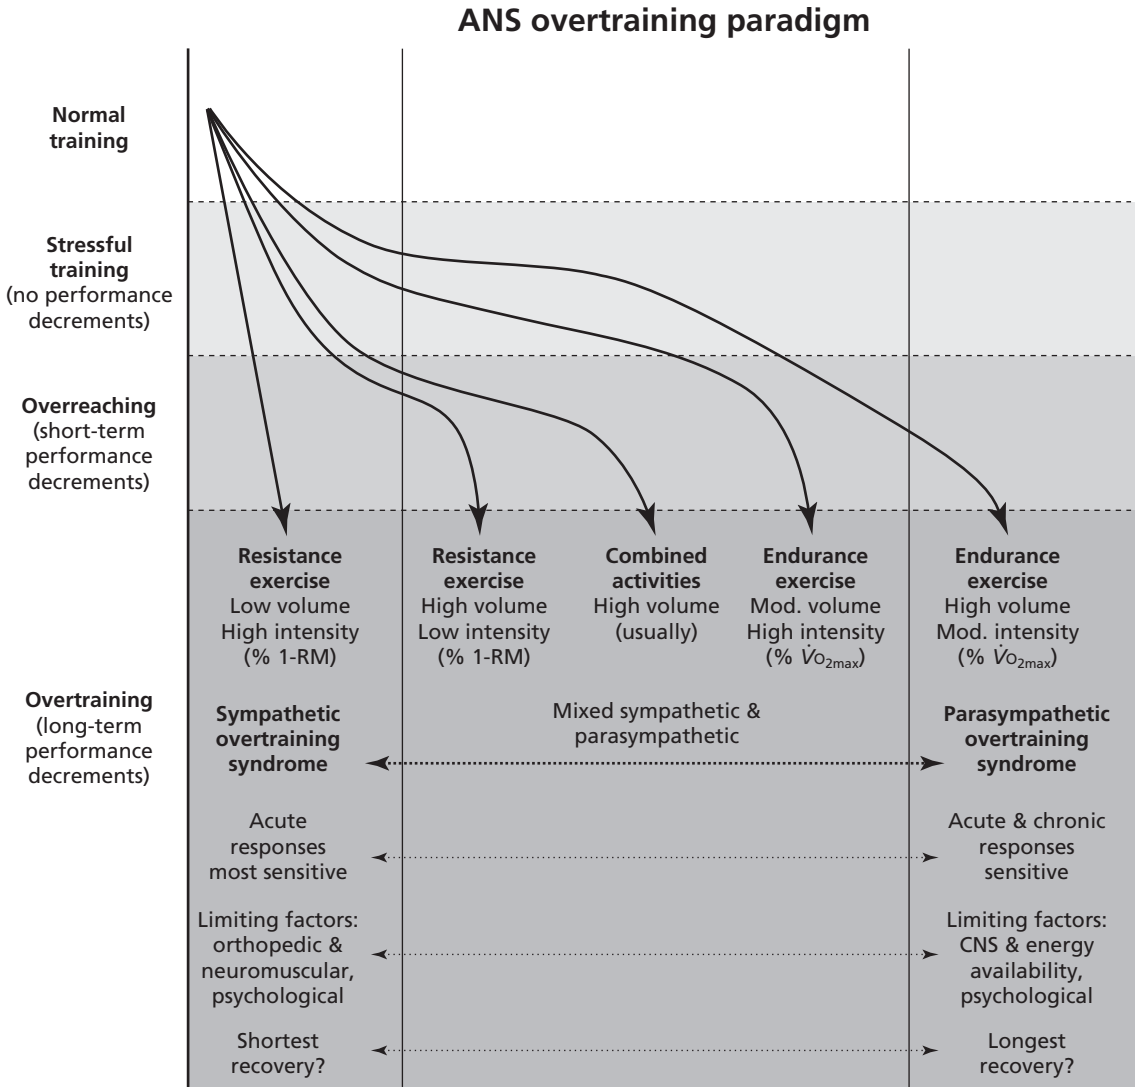 ANS overtraining paradigm
Normal
training
Stressful
training
(no performance
decrements)
Overreaching
(short-term
performance
decrements)
Resistance
exercise
Low volume
High intensity
(% 1-RM)
Resistance
exercise
High volume
Low intensity
(% 1-RM)
Combined
activities
High volume
(usually)
Endurance
exercise
Mod. volume
High intensity
(% V̇O₂max)
Endurance
exercise
High volume
Mod. intensity
(% V̇O₂max)
Overtraining
(long-term
performance
decrements)
Sympathetic
overtraining
syndrome
Mixed sympathetic &
parasympathetic
Parasympathetic
overtraining
syndrome
Acute
responses
most sensitive
Acute & chronic
responses
sensitive
Limiting factors:
orthopedic &
neuromuscular,
psychological
Limiting factors:
CNS & energy
availability,
psychological
Shortest
recovery?
Longest
recovery?